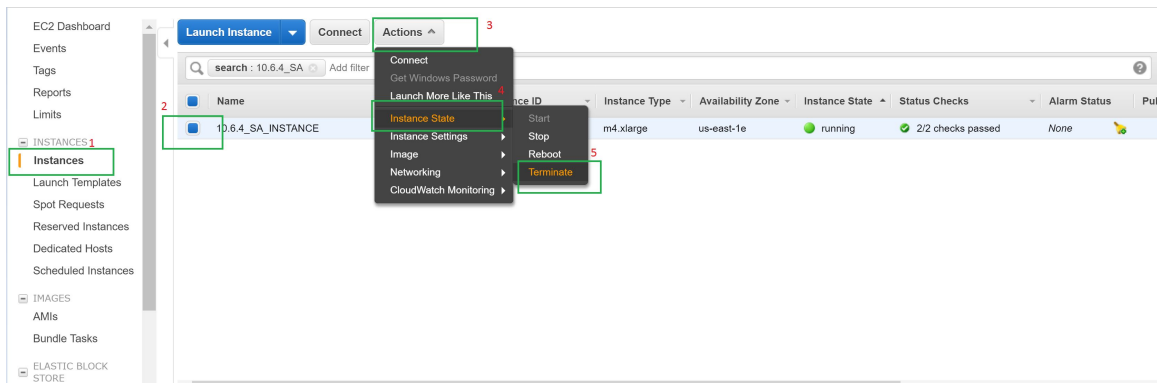 EC2 Dashboard
Events
Tags
Reports
Limits
INSTANCES 1
Instances
Launch Templates
Spot Requests
Reserved Instances
Dedicated Hosts
Scheduled Instances
IMAGES
AMIs
Bundle Tasks
ELASTIC BLOCK
STORE
Launch Instance Connect Actions 3
search : 10.6.4_SA Add filter
2 Name nce ID Instance Type Availability Zone Instance State Status Checks Alarm Status Pul
10.6.4_SA_INSTANCE m4.xlarge us-east-1e running 2/2 checks passed None
Connect
Get Windows Password
Launch More Like This 4
Instance State
Instance Settings
Image
Networking
CloudWatch Monitoring
Start
Stop
Reboot 5
Terminate